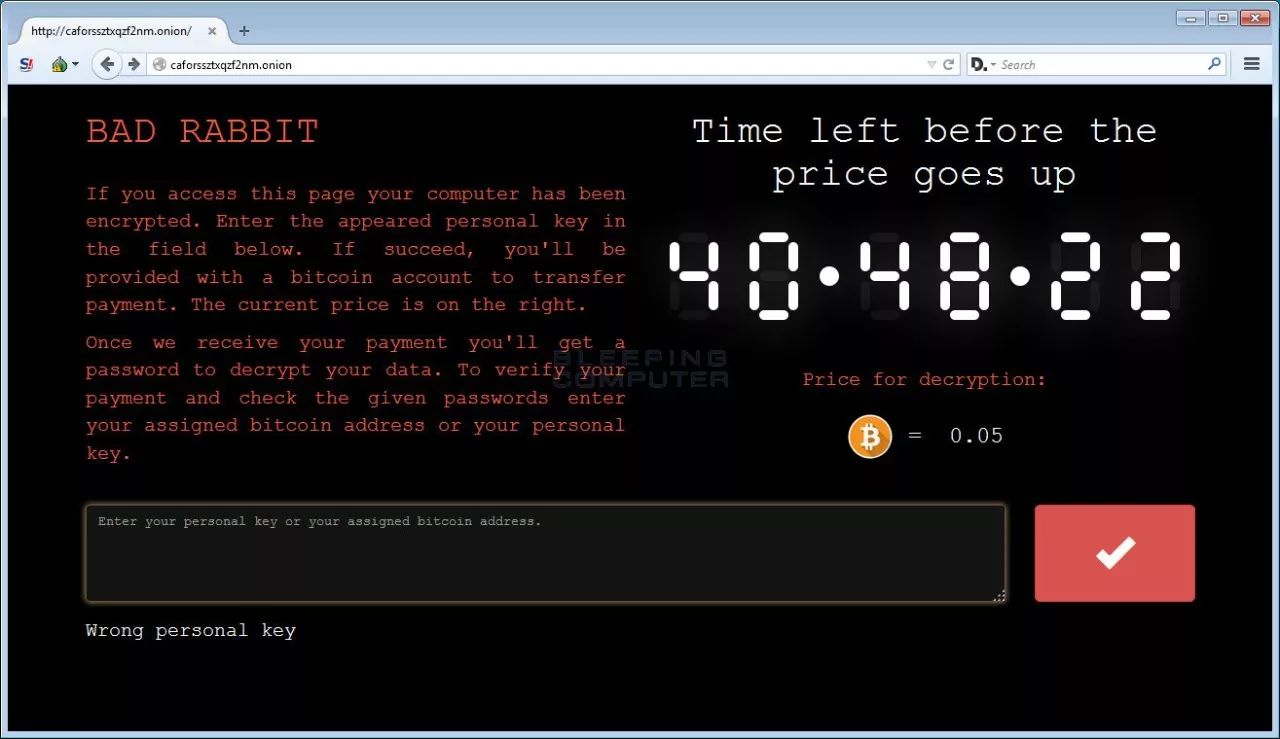 http://caforssztxqzf2nm.onion/
caforssztxqzf2nm.onion
Search
BAD RABBIT
If you access this page your computer has been
encrypted. Enter the appeared personal key in
the field below. If succeed, you'll be
provided with a bitcoin account to transfer
payment. The current price is on the right.
Once we receive your payment you'll get a
password to decrypt your data. To verify your
payment and check the given passwords enter
your assigned bitcoin address or your personal
key.
Time left before the
price goes up
40.48.22
Price for decryption:
= 0.05
BLEEPING
COMPUTER
Enter your personal key or your assigned bitcoin address.
Wrong personal key